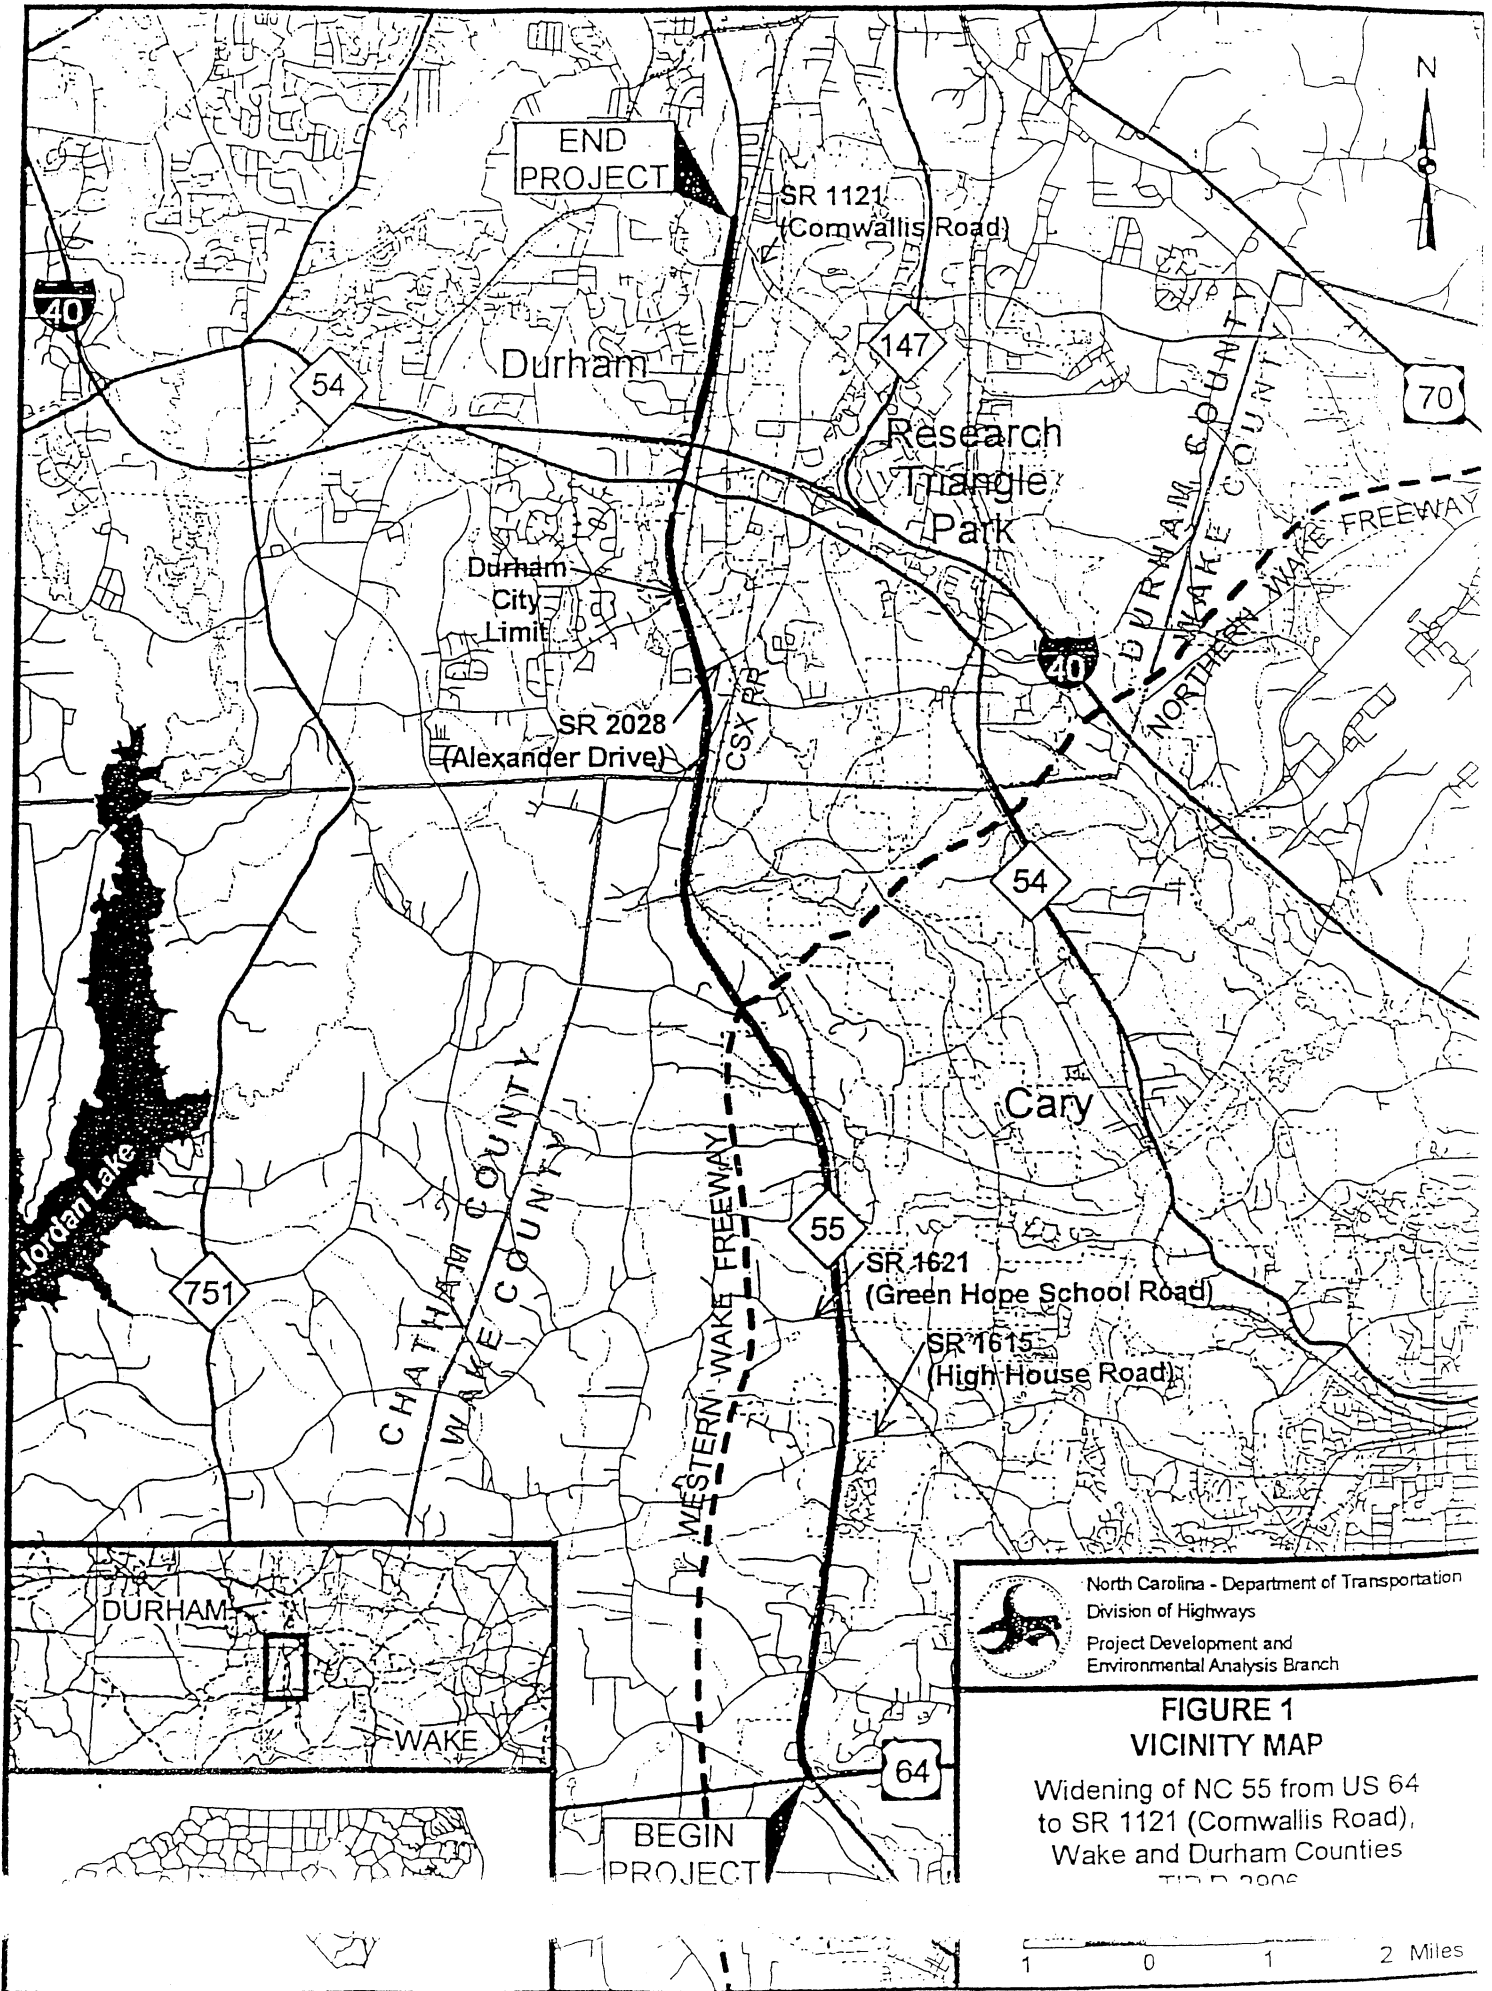 N
END
PROJECT
SR 1121
(Cornwallis Road)
40
147
54
Durham
70
Research
Triangle
Park
DURHAM COUNTY
WAKE COUNTY
NORTHERN WAKE FREEWAY
Durham
City
Limit
40
SR 2028
(Alexander Drive)
CSX RR
54
Cary
Jordan Lake
CHATHAM COUNTY
WAKE COUNTY
WESTERN WAKE FREEWAY
55
751
SR 1621
(Green Hope School Road)
SR 1615
(High House Road)
DURHAM
WAKE
64
BEGIN
PROJECT
North Carolina - Department of Transportation
Division of Highways
Project Development and
Environmental Analysis Branch
FIGURE 1
VICINITY MAP
Widening of NC 55 from US 64
to SR 1121 (Cornwallis Road),
Wake and Durham Counties
1 0 1 2 Miles